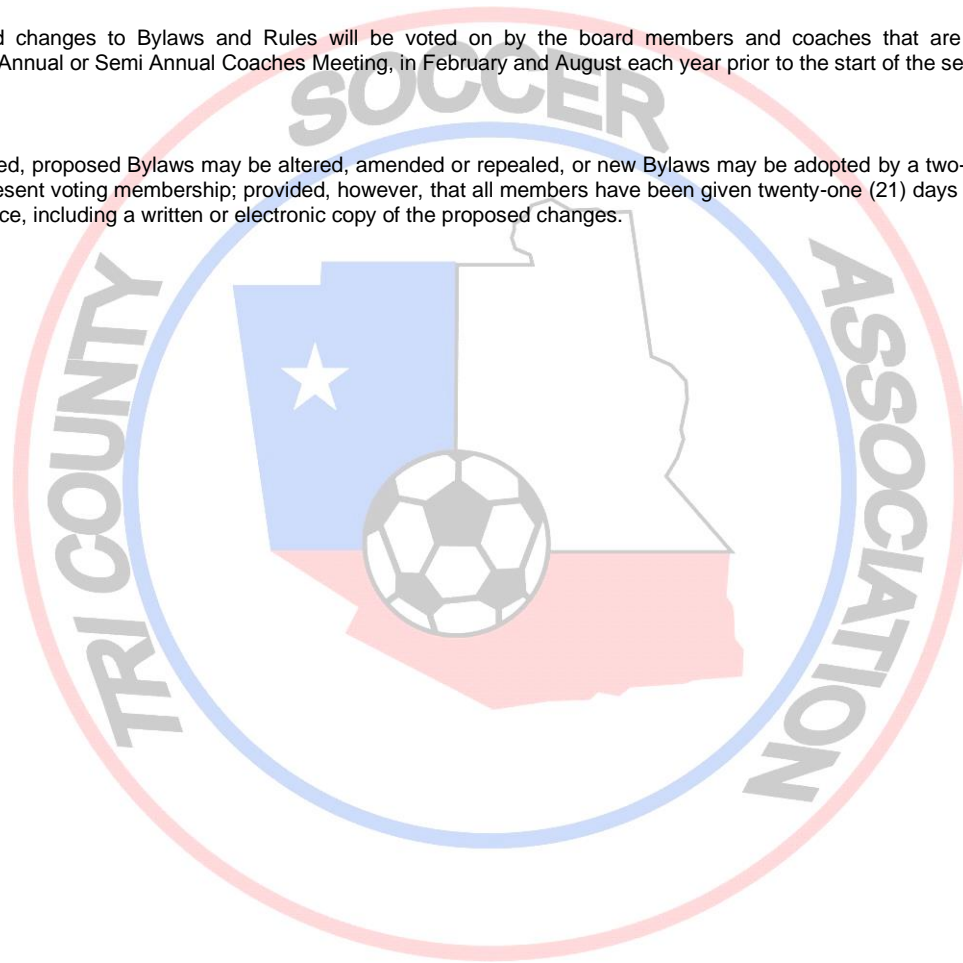 d changes to Bylaws and Rules will be voted on by the board members and coaches that are
Annual or Semi Annual Coaches Meeting, in February and August each year prior to the start of the se
ed, proposed Bylaws may be altered, amended or repealed, or new Bylaws may be adopted by a two-
esent voting membership; provided, however, that all members have been given twenty-one (21) days
ce, including a written or electronic copy of the proposed changes.
SOCCER
TRI COUNTY
ASSOCIATION